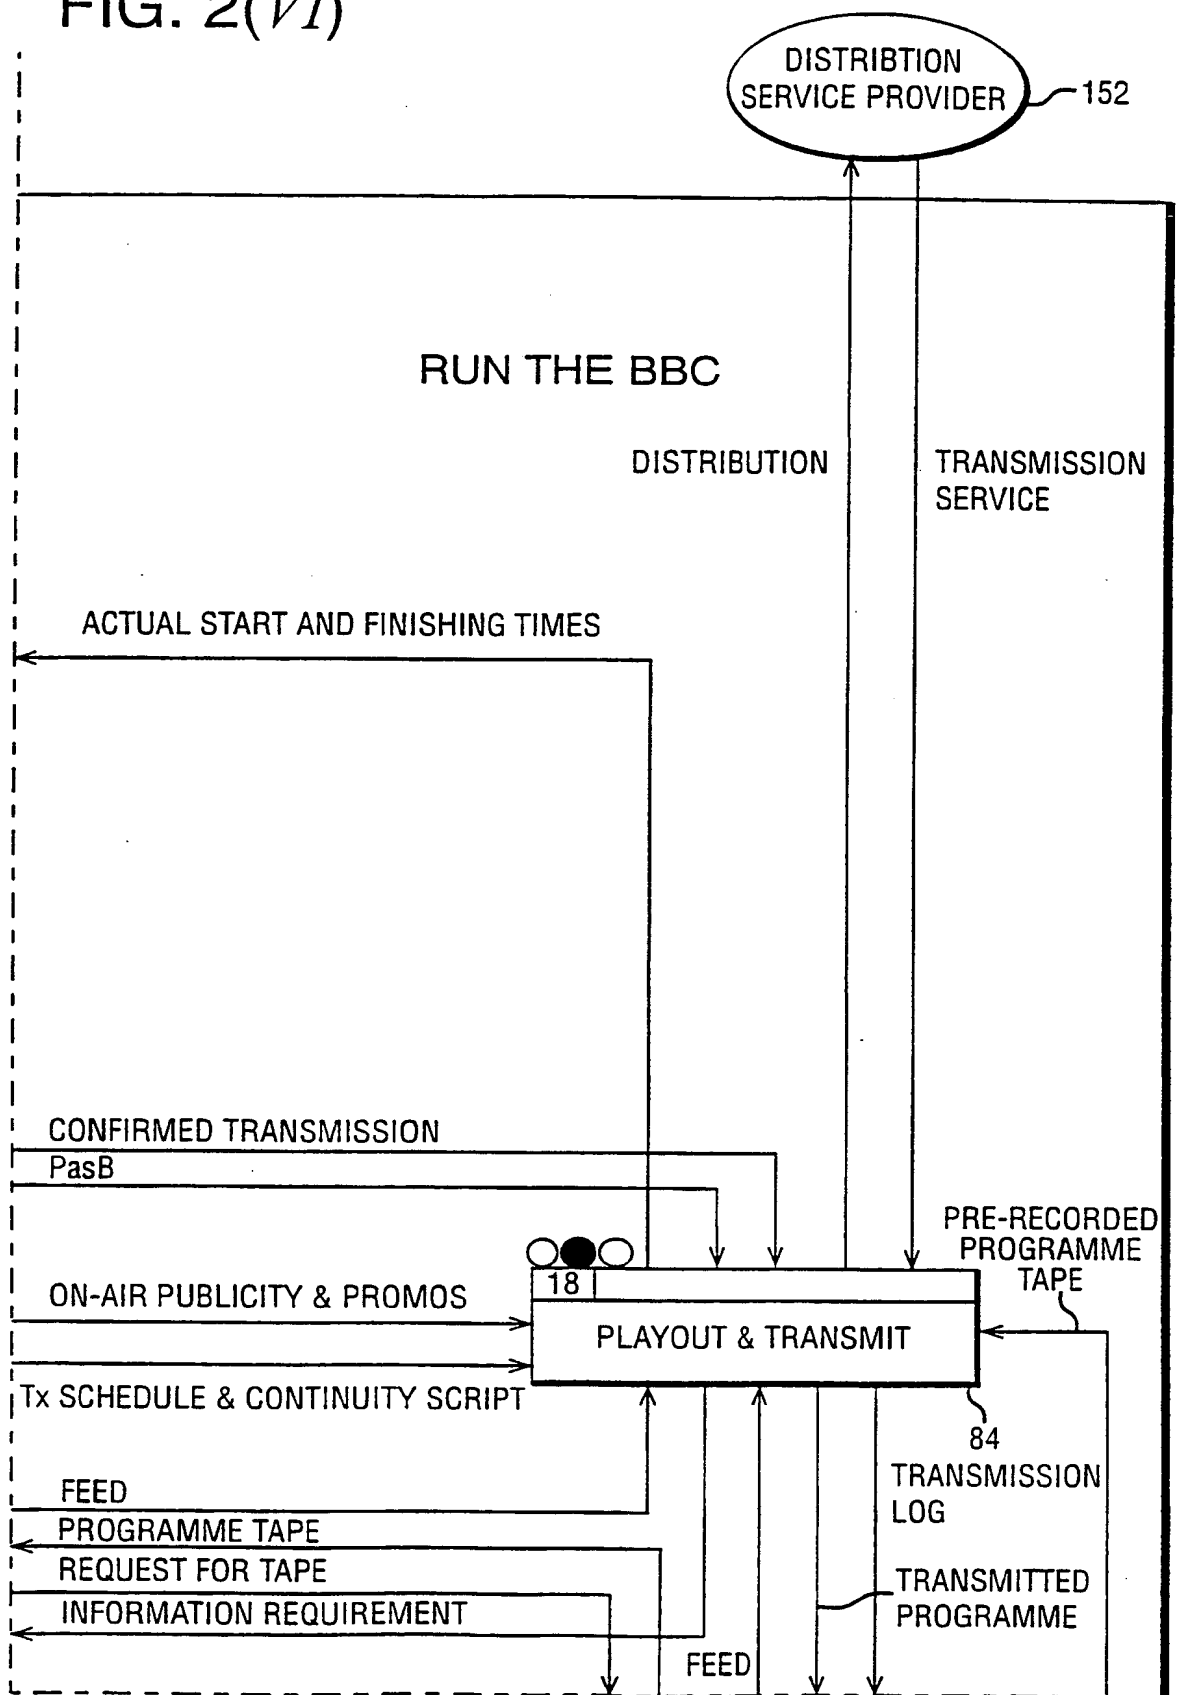 FIG. 2(VI)
DISTRIBTION
SERVICE PROVIDER
152
RUN THE BBC
DISTRIBUTION
TRANSMISSION
SERVICE
ACTUAL START AND FINISHING TIMES
CONFIRMED TRANSMISSION
PasB
PRE-RECORDED
PROGRAMME
TAPE
18
ON-AIR PUBLICITY & PROMOS
PLAYOUT & TRANSMIT
Tx SCHEDULE & CONTINUITY SCRIPT
84
TRANSMISSION
LOG
FEED
PROGRAMME TAPE
REQUEST FOR TAPE
INFORMATION REQUIREMENT
TRANSMITTED
PROGRAMME
FEED